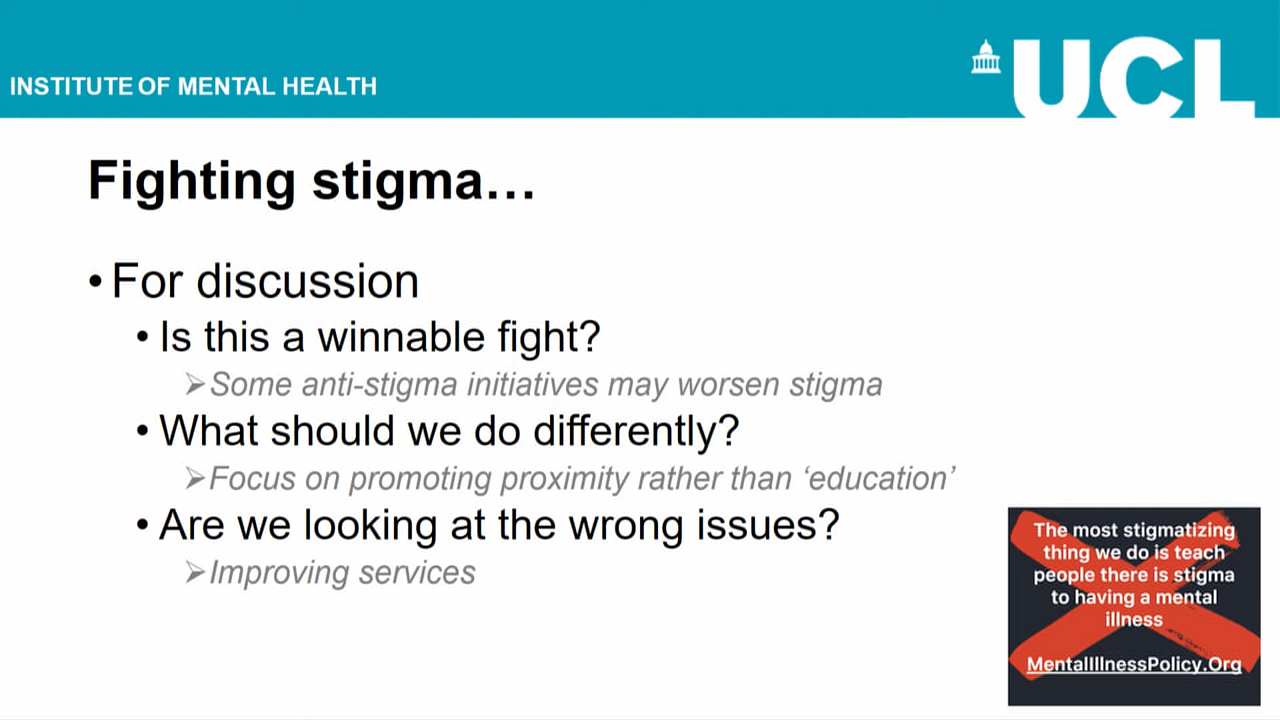 INSTITUTE OF MENTAL HEALTH
UCL
Fighting stigma…
• For discussion
• Is this a winnable fight?
➢Some anti-stigma initiatives may worsen stigma
• What should we do differently?
➢Focus on promoting proximity rather than ‘education’
• Are we looking at the wrong issues?
➢Improving services
The most stigmatizing
thing we do is teach
people there is stigma
to having a mental
illness
MentalIllnessPolicy.Org